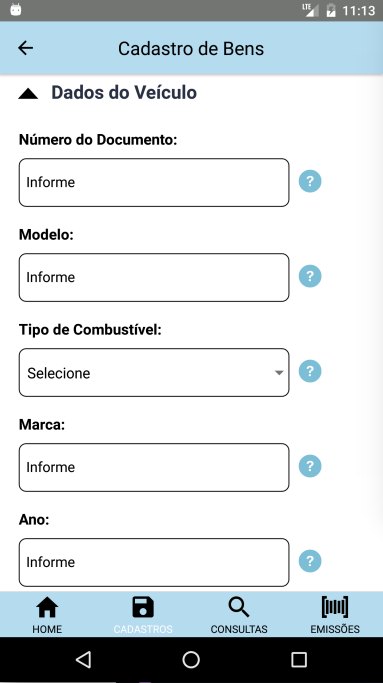 LTE 11:13
Cadastro de Bens
Dados do Veículo
Número do Documento:
Informe
?
Modelo:
Informe
?
Tipo de Combustível:
Selecione
?
Marca:
Informe
?
Ano:
Informe
?
HOME CADASTROS CONSULTAS EMISSÕES